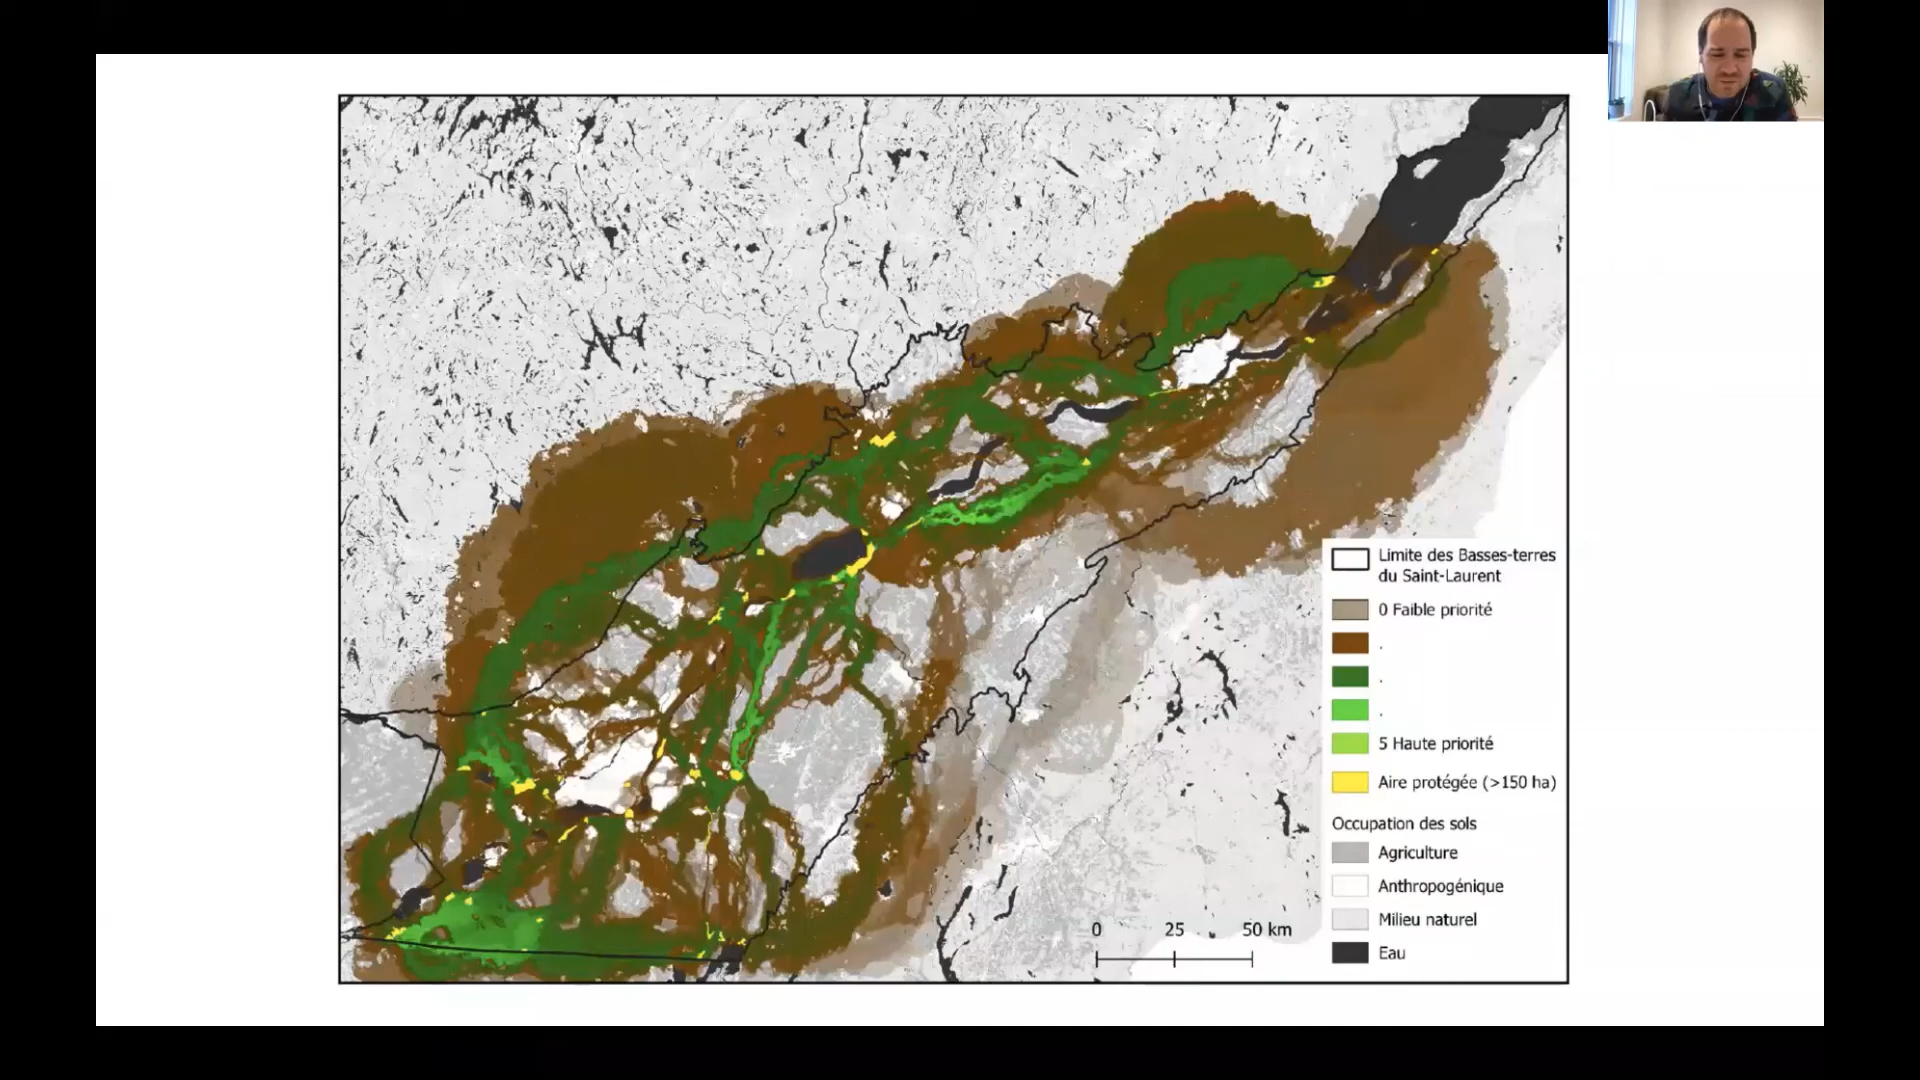 Limite des Basses-terres
du Saint-Laurent
0 Faible priorité
.
.
.
5 Haute priorité
Aire protégée (>150 ha)
Occupation des sols
Agriculture
Anthropogénique
Milieu naturel
Eau
0 25 50 km